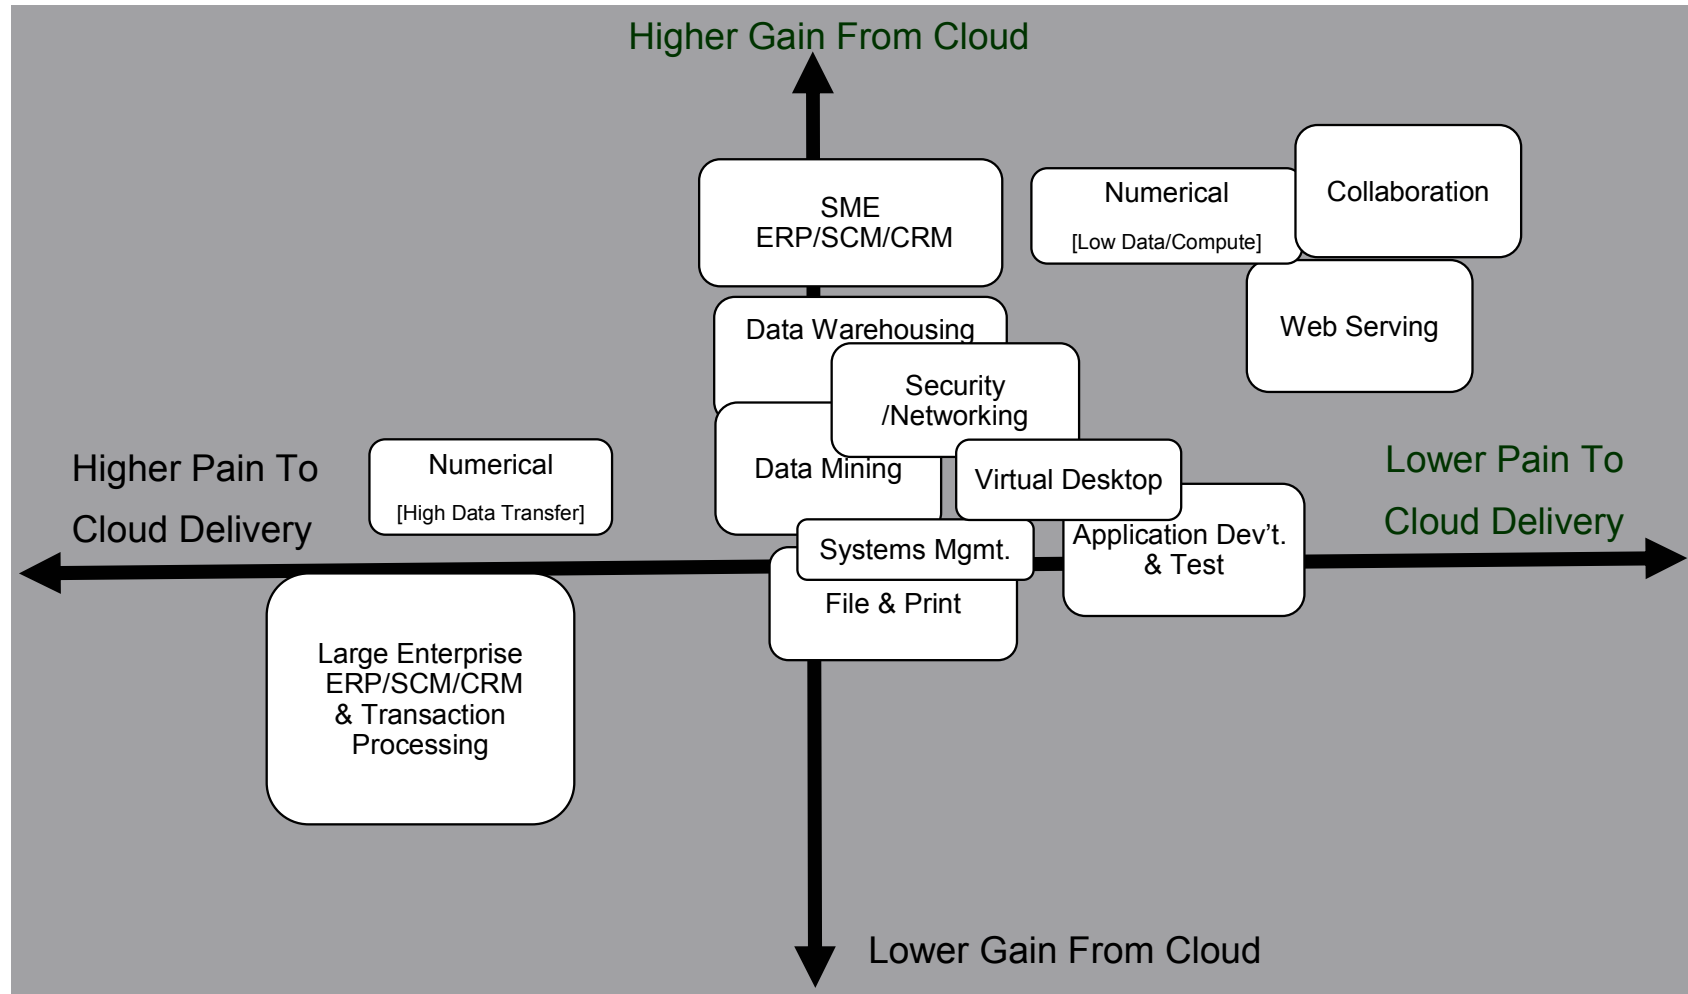 Higher Gain From Cloud
SME
ERP/SCM/CRM
Numerical
[Low Data/Compute]
Collaboration
Data Warehousing
Web Serving
Security
/Networking
Data Mining
Virtual Desktop
Higher Pain To
Cloud Delivery
Numerical
[High Data Transfer]
Lower Pain To
Cloud Delivery
Systems Mgmt.
Application Dev’t.
& Test
File & Print
Large Enterprise
ERP/SCM/CRM
& Transaction
Processing
Lower Gain From Cloud